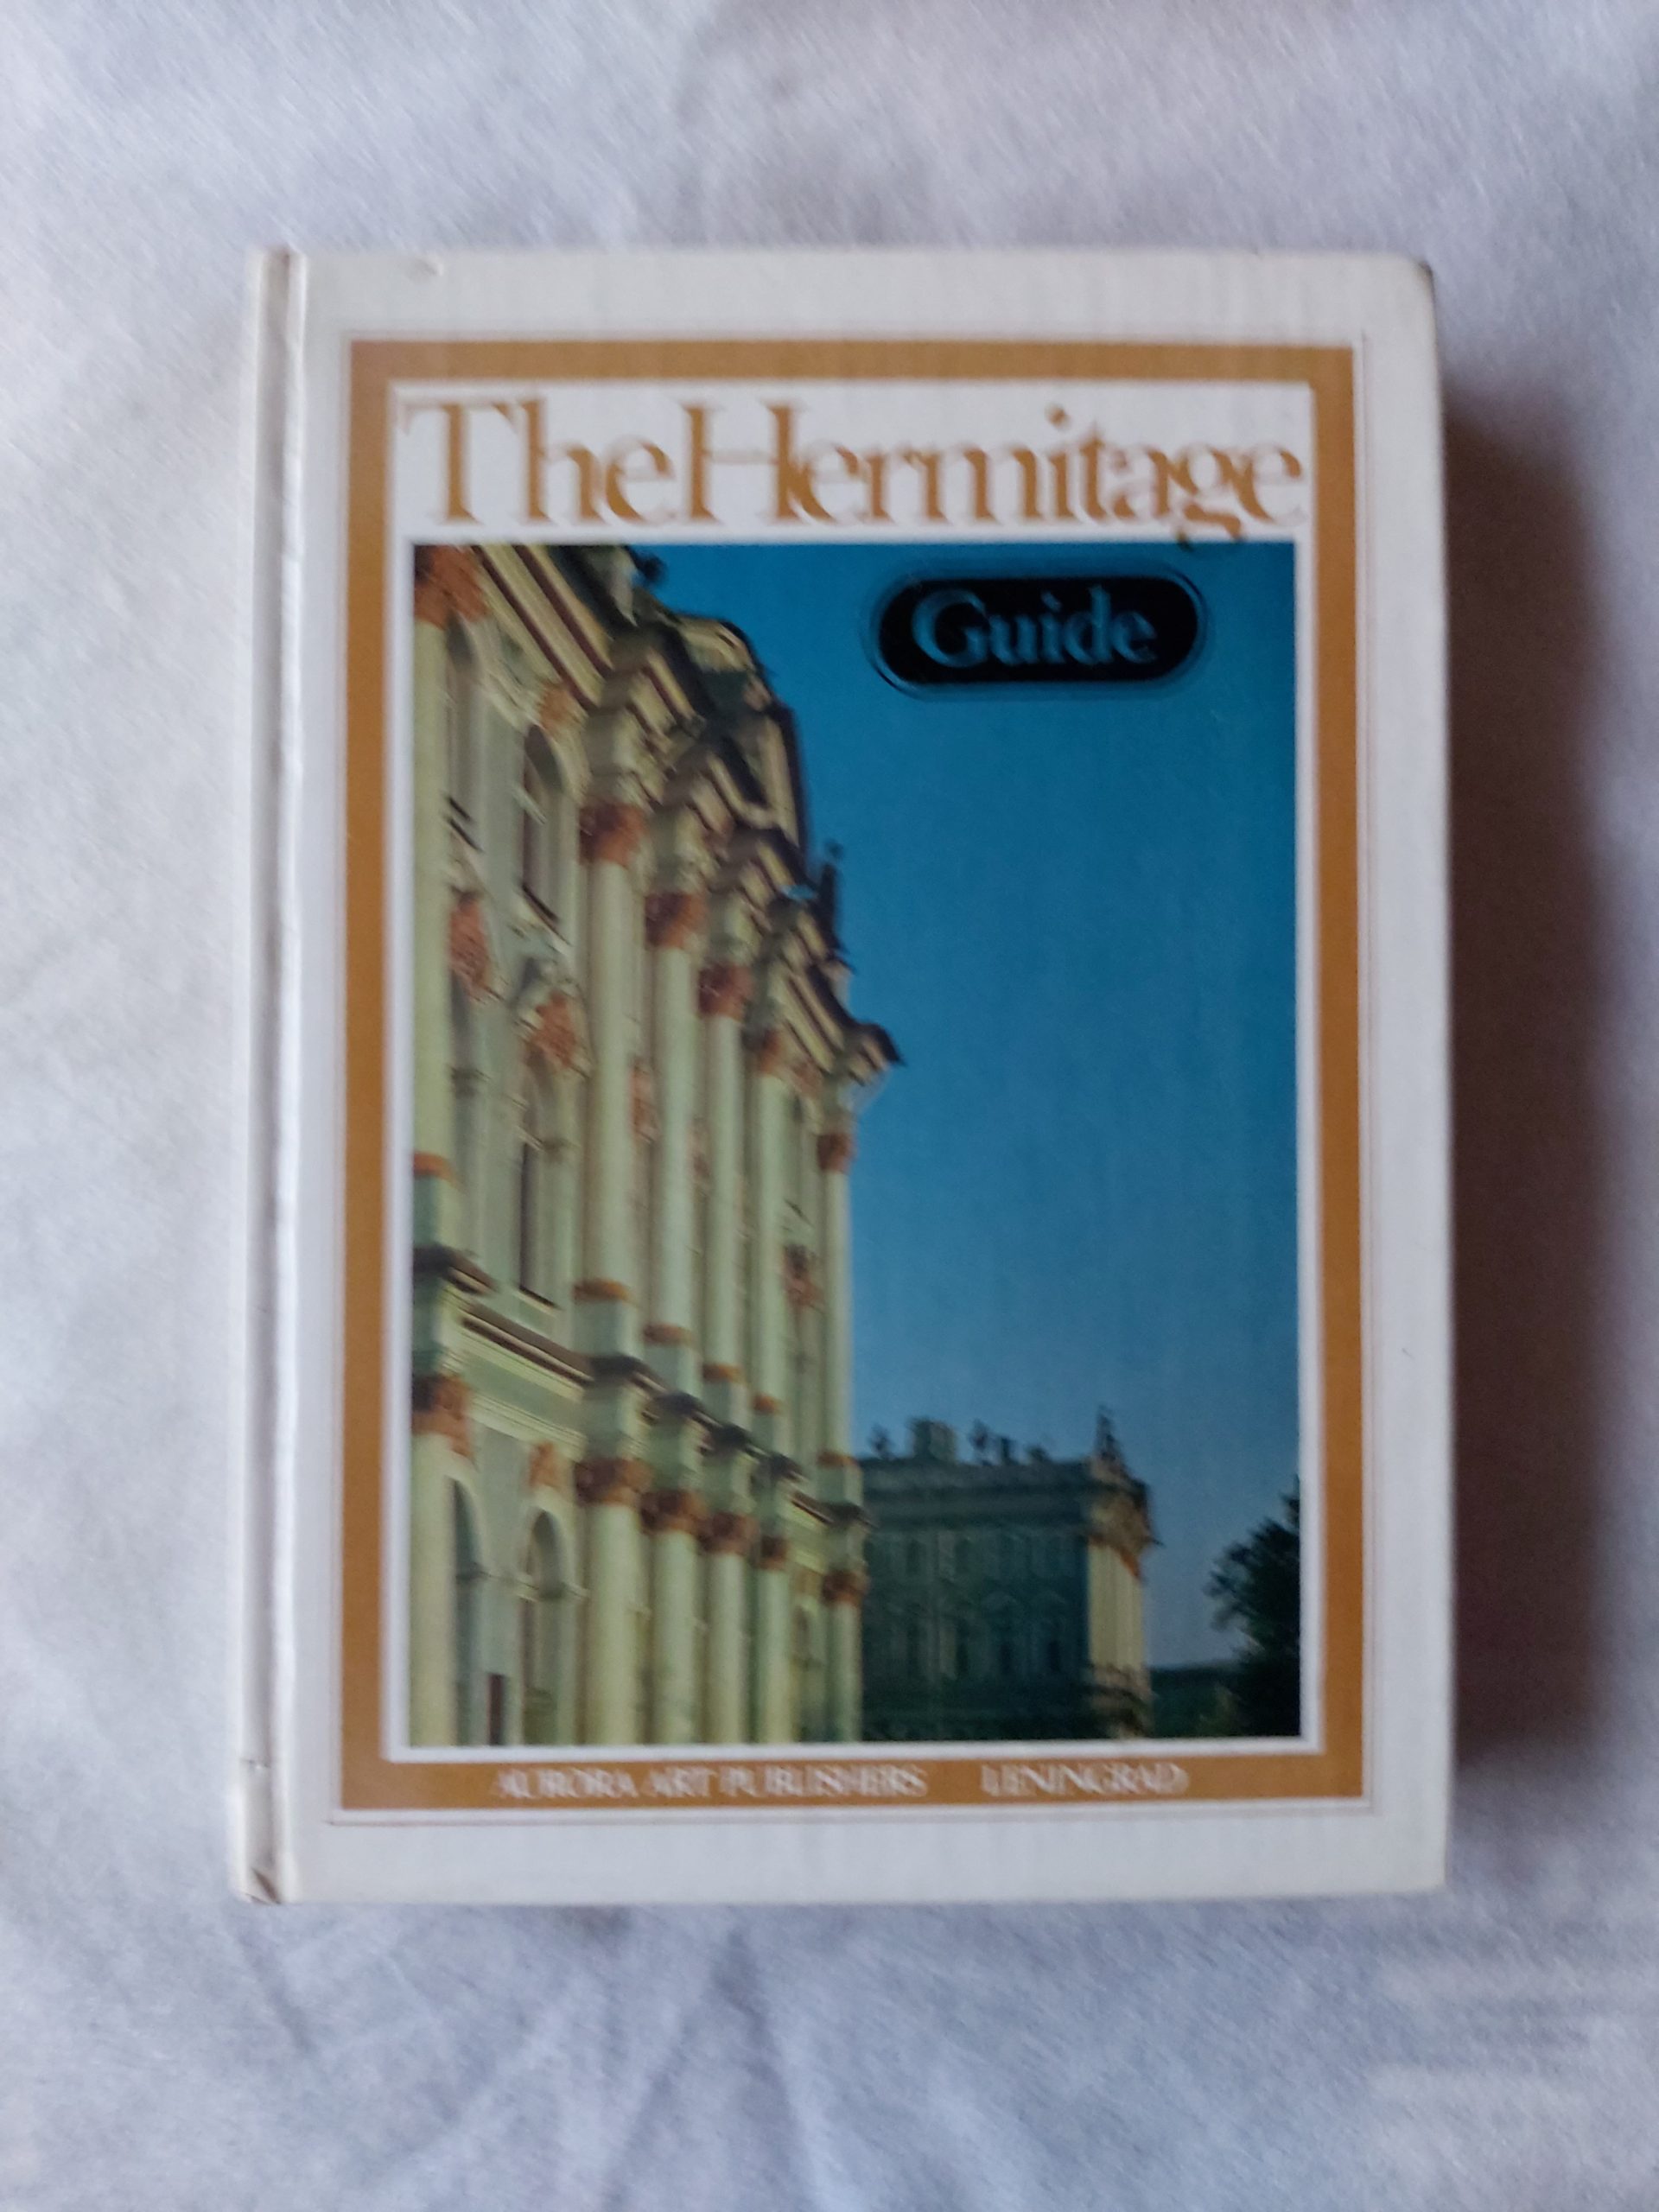 The Hermitage
Guide
AURORA ART PUBLISHERS LENINGRAD